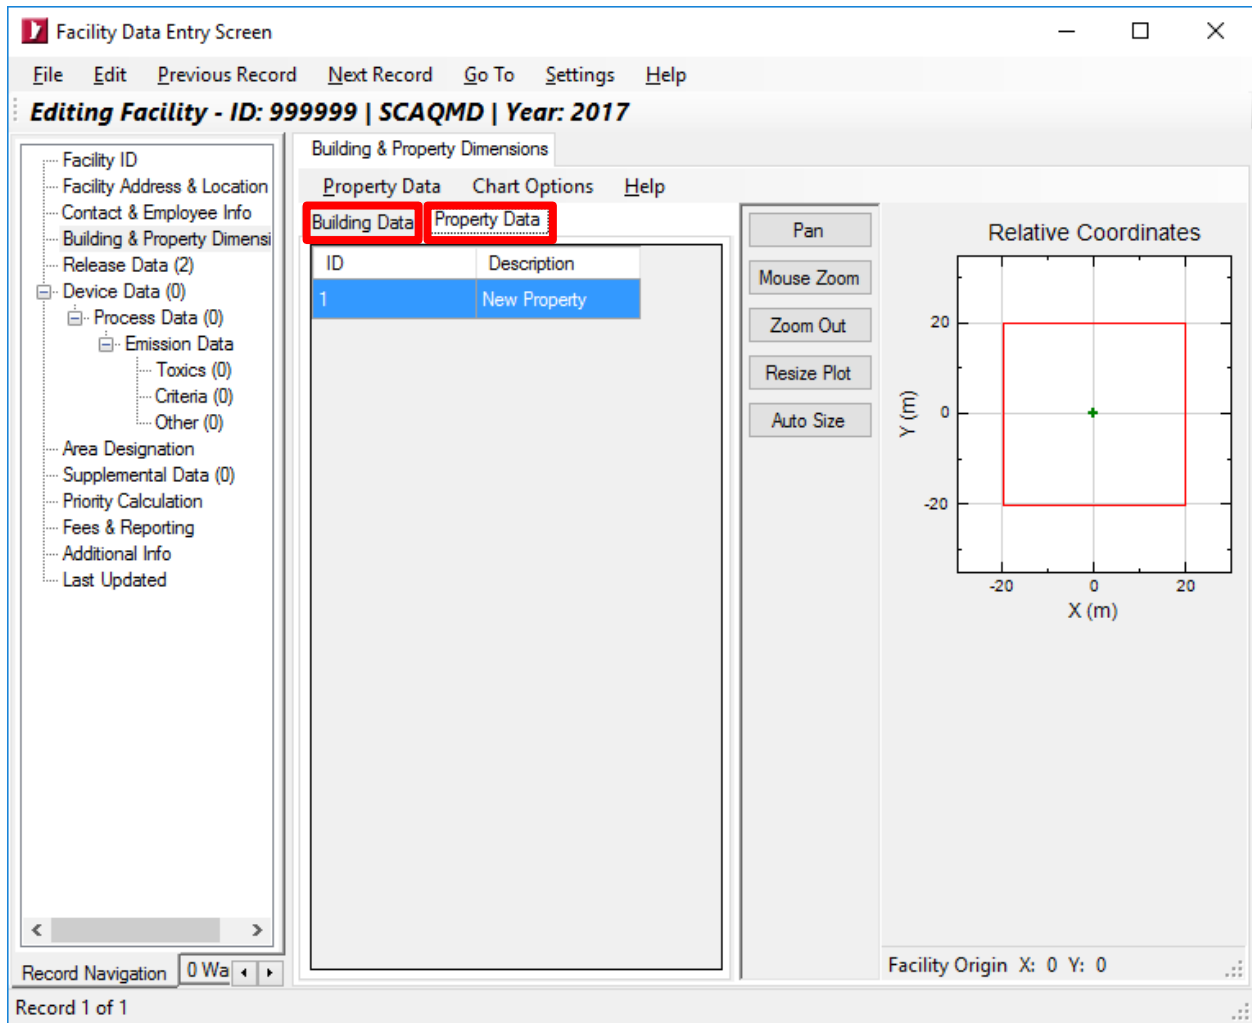 Facility Data Entry Screen
File Edit Previous Record Next Record Go To Settings Help
Editing Facility - ID: 999999 | SCAQMD | Year: 2017
Facility ID
Facility Address & Location
Contact & Employee Info
Building & Property Dimensi
Release Data (2)
Device Data (0)
Process Data (0)
Emission Data
Toxics (0)
Criteria (0)
Other (0)
Area Designation
Supplemental Data (0)
Priority Calculation
Fees & Reporting
Additional Info
Last Updated
Record Navigation 0 Wa
Building & Property Dimensions
Property Data Chart Options Help
Building Data Property Data
ID Description
1 New Property
Pan
Mouse Zoom
Zoom Out
Resize Plot
Auto Size
Relative Coordinates
20
0
-20
Y (m)
-20 0 20
X (m)
Facility Origin X: 0 Y: 0
Record 1 of 1